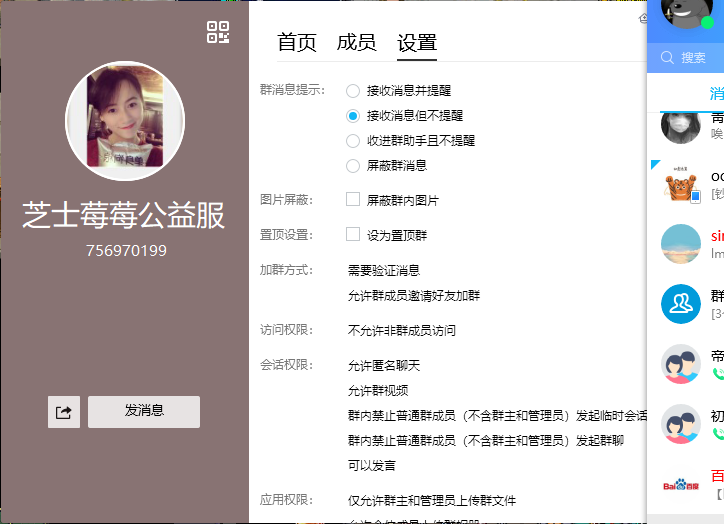 首页 成员 设置
芝士莓莓公益服
756970199
发消息
群消息提示：
接收消息并提醒
接收消息但不提醒
收进群助手且不提醒
屏蔽群消息
图片屏蔽：
屏蔽群内图片
置顶设置：
设为置顶群
加群方式：
需要验证消息
允许群成员邀请好友加群
访问权限：
不允许非群成员访问
会话权限：
允许匿名聊天
允许群视频
群内禁止普通群成员（不含群主和管理员）发起临时会话
群内禁止普通群成员（不含群主和管理员）发起群聊
可以发言
应用权限：
仅允许群主和管理员上传群文件
搜索
消
唤
[钱
群
[3
帝
初
Bai 百度
百